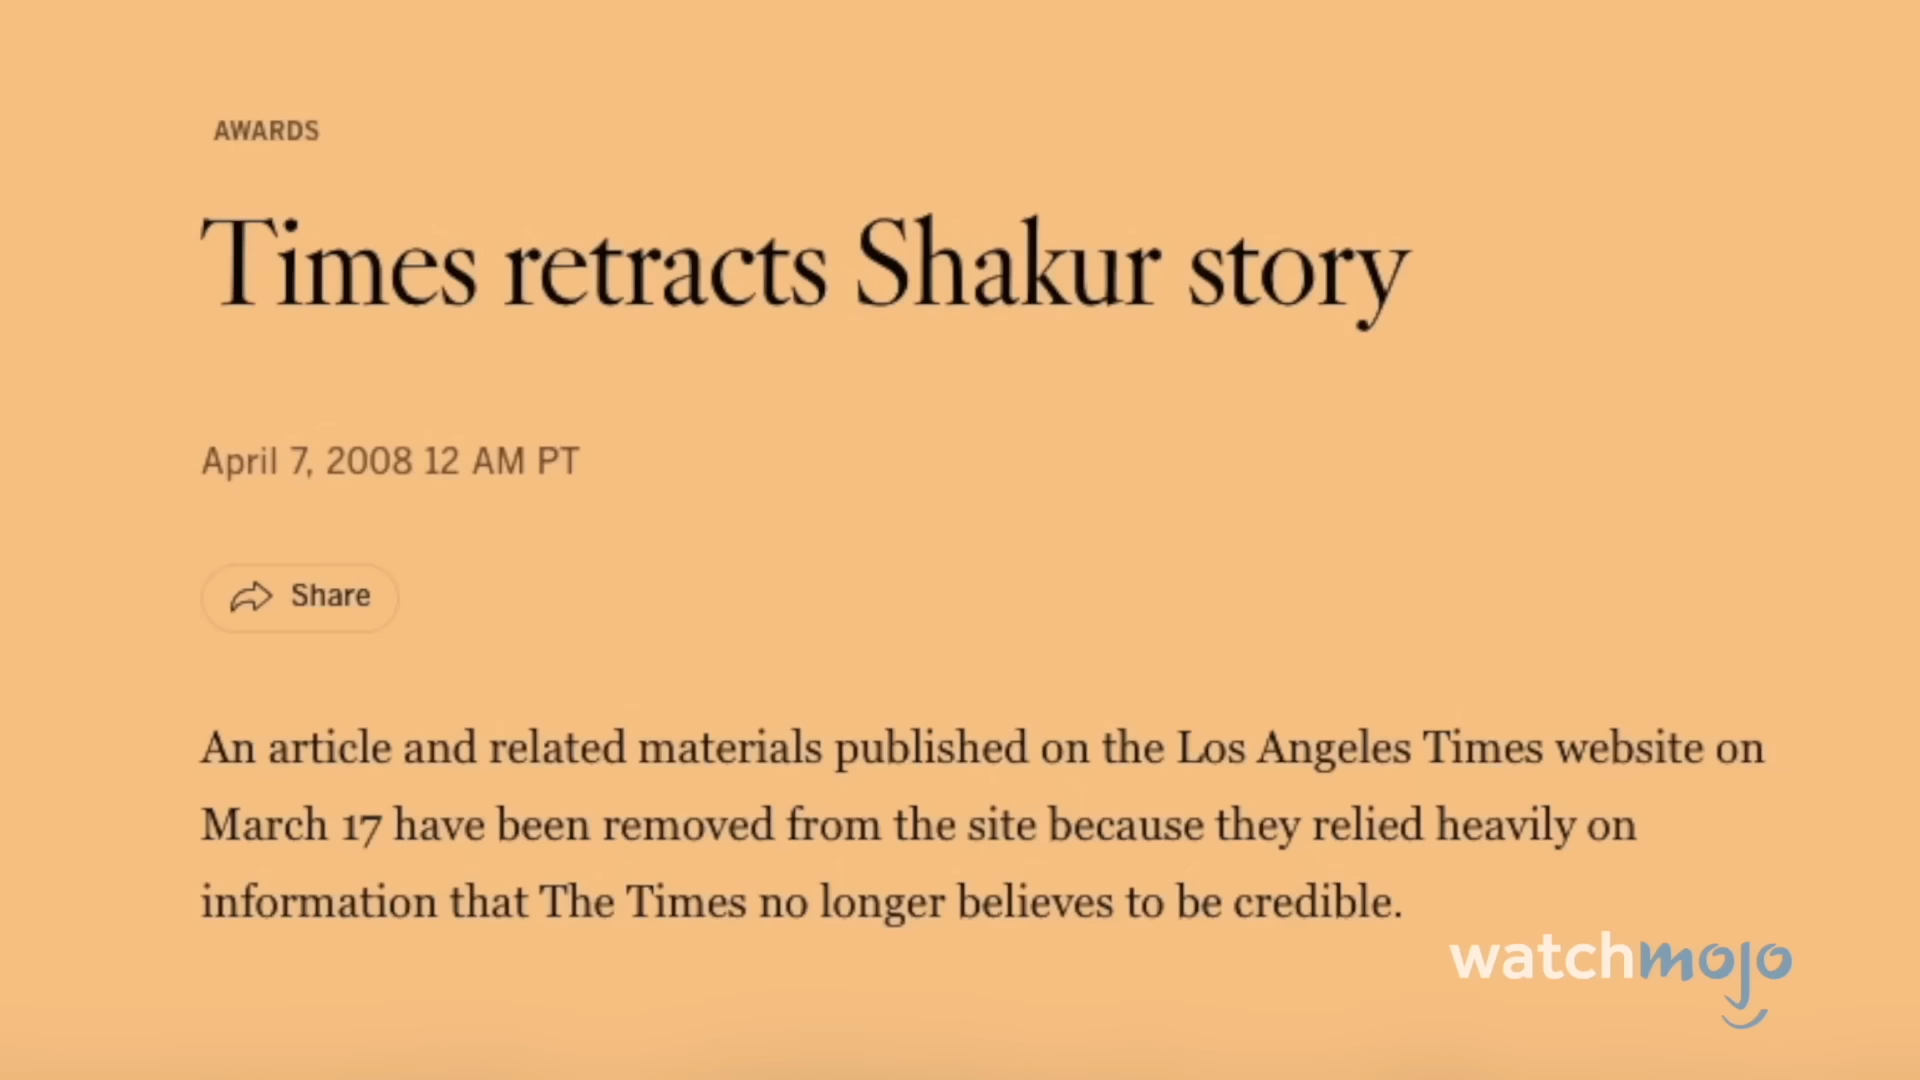 AWARDS
Times retracts Shakur story
April 7, 2008 12 AM PT
Share
An article and related materials published on the Los Angeles Times website on
March 17 have been removed from the site because they relied heavily on
information that The Times no longer believes to be credible.
watchmojo